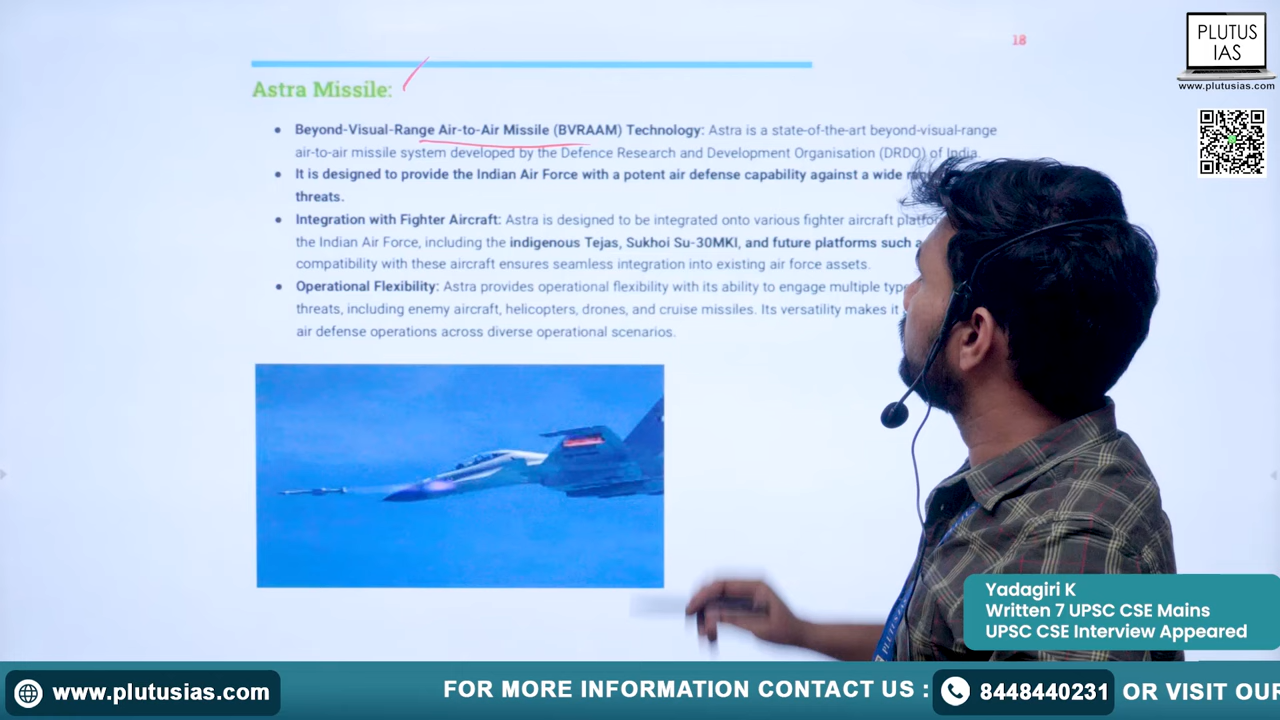 18
PLUTUS
IAS
www.plutusias.com
Astra Missile:
• Beyond-Visual-Range Air-to-Air Missile (BVRAAM) Technology: Astra is a state-of-the-art beyond-visual-range
air-to-air missile system developed by the Defence Research and Development Organisation (DRDO) of India.
• It is designed to provide the Indian Air Force with a potent air defense capability against a wide
threats.
• Integration with Fighter Aircraft: Astra is designed to be integrated onto various fighter aircraft
the Indian Air Force, including the indigenous Tejas, Sukhoi Su-30MKI, and future platforms such
compatibility with these aircraft ensures seamless integration into existing air force assets.
• Operational Flexibility: Astra provides operational flexibility with its ability to engage multiple
threats, including enemy aircraft, helicopters, drones, and cruise missiles. Its versatility makes it
air defense operations across diverse operational scenarios.
Yadagiri K
Written 7 UPSC CSE Mains
UPSC CSE Interview Appeared
www.plutusias.com
FOR MORE INFORMATION CONTACT US :
8448440231
OR VISIT OUR